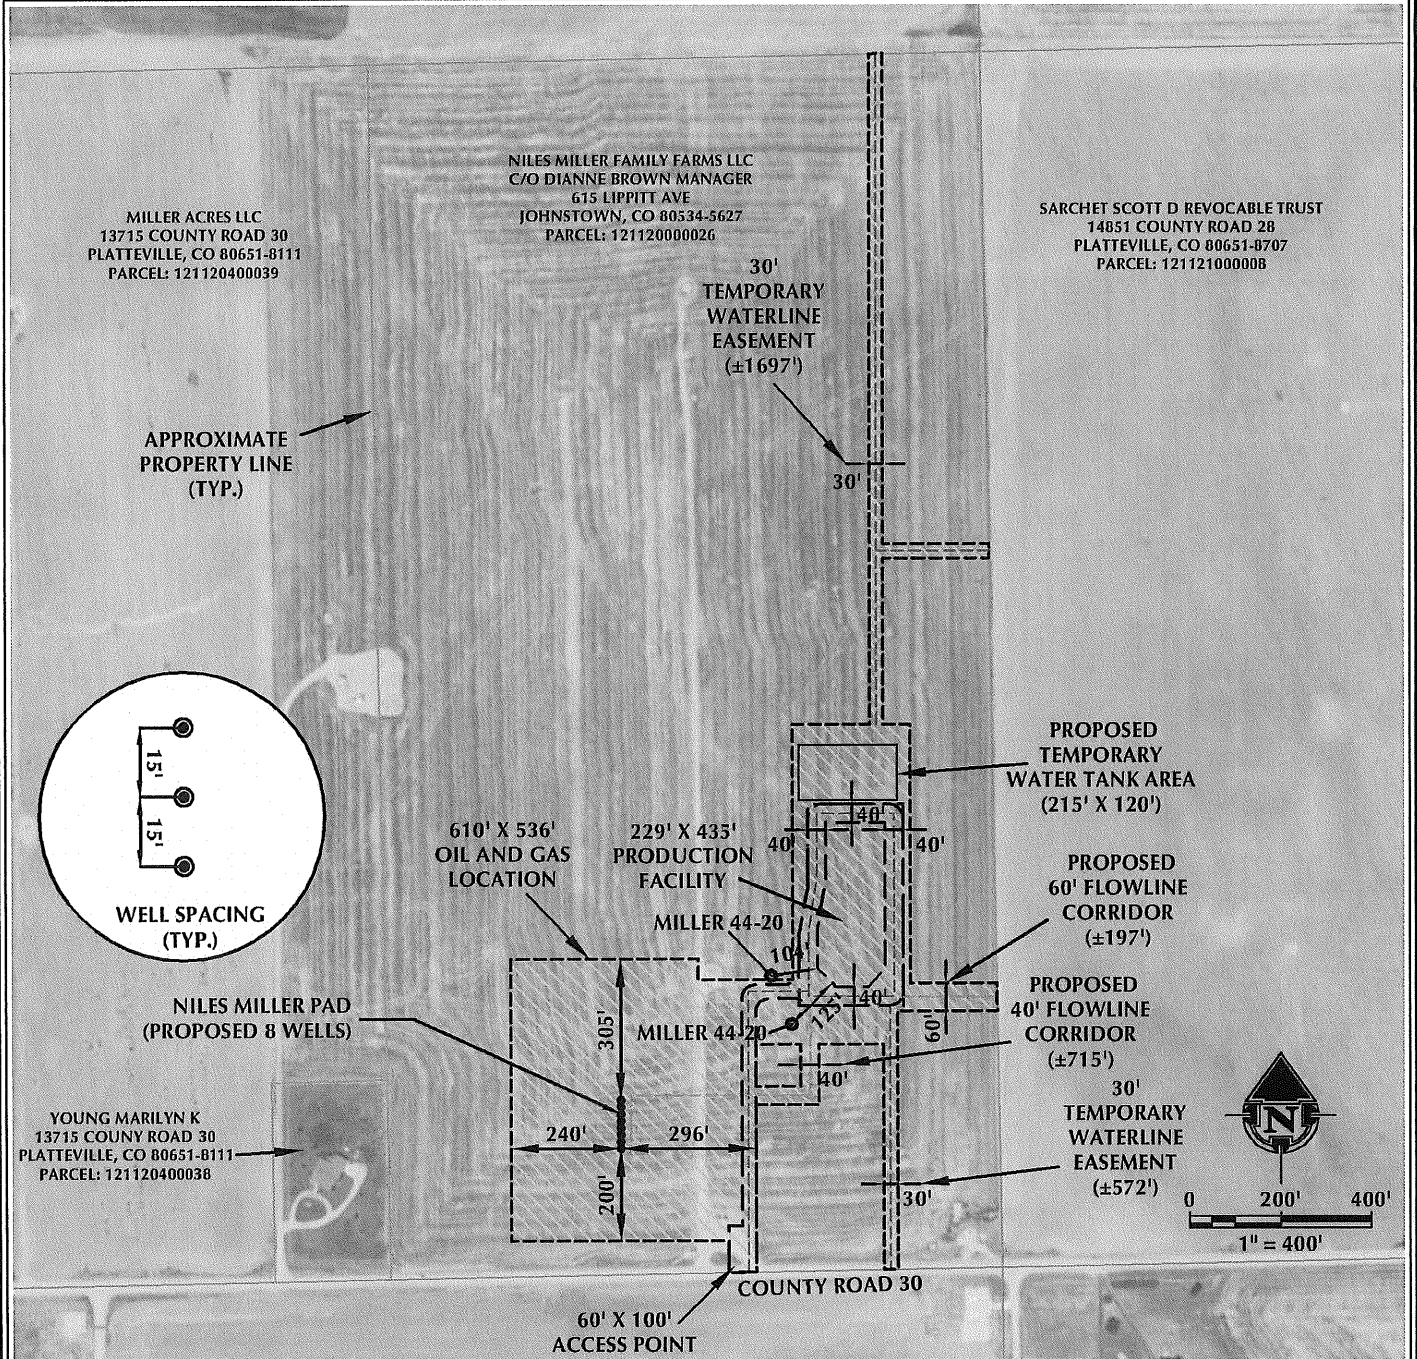 NILES MILLER FAMILY FARMS LLC
C/O DIANNE BROWN MANAGER
615 LIPPITT AVE
JOHNSTOWN, CO 80534-5627
PARCEL: 121120000026
MILLER ACRES LLC
13715 COUNTY ROAD 30
PLATTEVILLE, CO 80651-8111
PARCEL: 121120400039
SARCHET SCOTT D REVOCABLE TRUST
14851 COUNTY ROAD 28
PLATTEVILLE, CO 80651-8707
PARCEL: 121121000008
30'
TEMPORARY
WATERLINE
EASEMENT
(±1697')
30'
APPROXIMATE
PROPERTY LINE
(TYP.)
15'
15'
WELL SPACING
(TYP.)
PROPOSED
TEMPORARY
WATER TANK AREA
(215' X 120')
40'
40'
40'
610' X 536'
OIL AND GAS
LOCATION
229' X 435'
PRODUCTION
FACILITY
PROPOSED
60' FLOWLINE
CORRIDOR
(±197')
MILLER 44-20
104'
NILES MILLER PAD
(PROPOSED 8 WELLS)
305'
MILLER 44-20
125'
40'
60'
PROPOSED
40' FLOWLINE
CORRIDOR
(±715')
40'
30'
TEMPORARY
WATERLINE
EASEMENT
(±572')
30'
YOUNG MARILYN K
13715 COUNY ROAD 30
PLATTEVILLE, CO 80651-8111
PARCEL: 121120400038
240'
296'
200'
N
0 200' 400'
1" = 400'
COUNTY ROAD 30
60' X 100'
ACCESS POINT